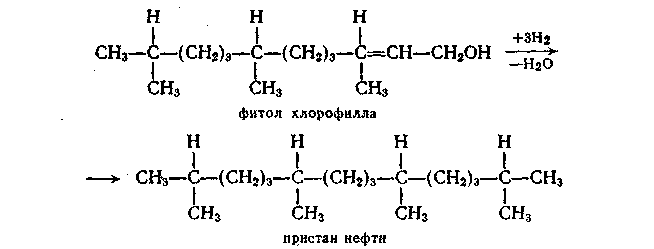 H H H
CH₃—C—(CH₂)₃—C—(CH₂)₃—C=CH—CH₂OH +3H₂
—H₂O
CH₃ CH₃ CH₃
фитол хлорофилла
H H H H
CH₃—C—(CH₂)₃—C—(CH₂)₃—C—(CH₂)₃—C—CH₃
CH₃ CH₃ CH₃ CH₃
пристан нефти